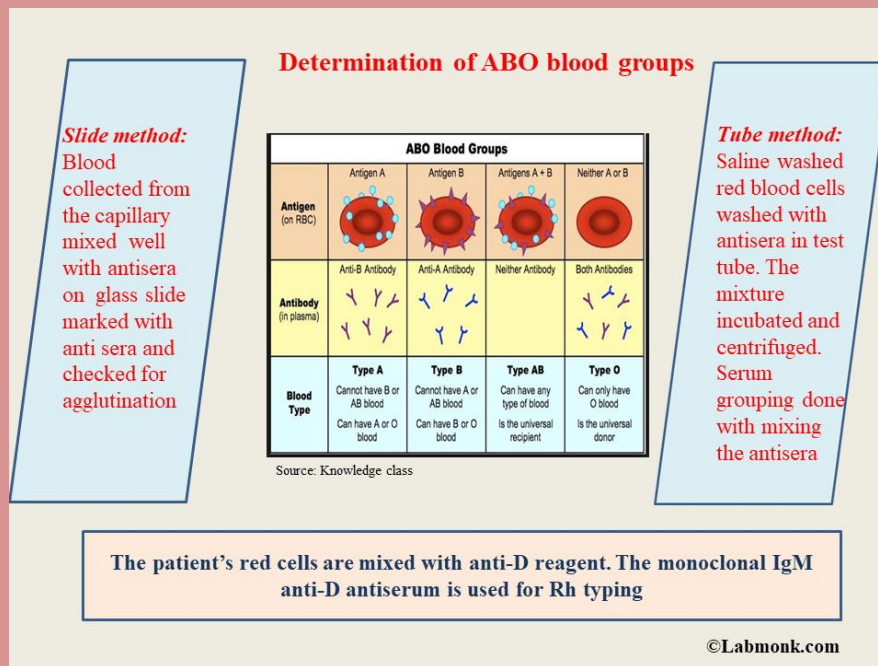 Determination of ABO blood groups
Slide method:
Blood
collected from
the capillary
mixed well
with antisera
on glass slide
marked with
anti sera and
checked for
agglutination
ABO Blood Groups
Antigen
(on RBC)
Antigen A
Antigen B
Antigens A + B
Neither A or B
Antibody
(in plasma)
Anti-B Antibody
Anti-A Antibody
Neither Antibody
Both Antibodies
Blood
Type
Type A
Cannot have B or
AB blood
Can have A or O
blood
Type B
Cannot have A or
AB blood
Can have B or O
blood
Type AB
Can have any
type of blood
Is the universal
recipient
Type O
Can only have
O blood
Is the universal
donor
Source: Knowledge class
Tube method:
Saline washed
red blood cells
washed with
antisera in test
tube. The
mixture
incubated and
centrifuged.
Serum
grouping done
with mixing
the antisera
The patient's red cells are mixed with anti-D reagent. The monoclonal IgM
anti-D antiserum is used for Rh typing
©Labmonk.com